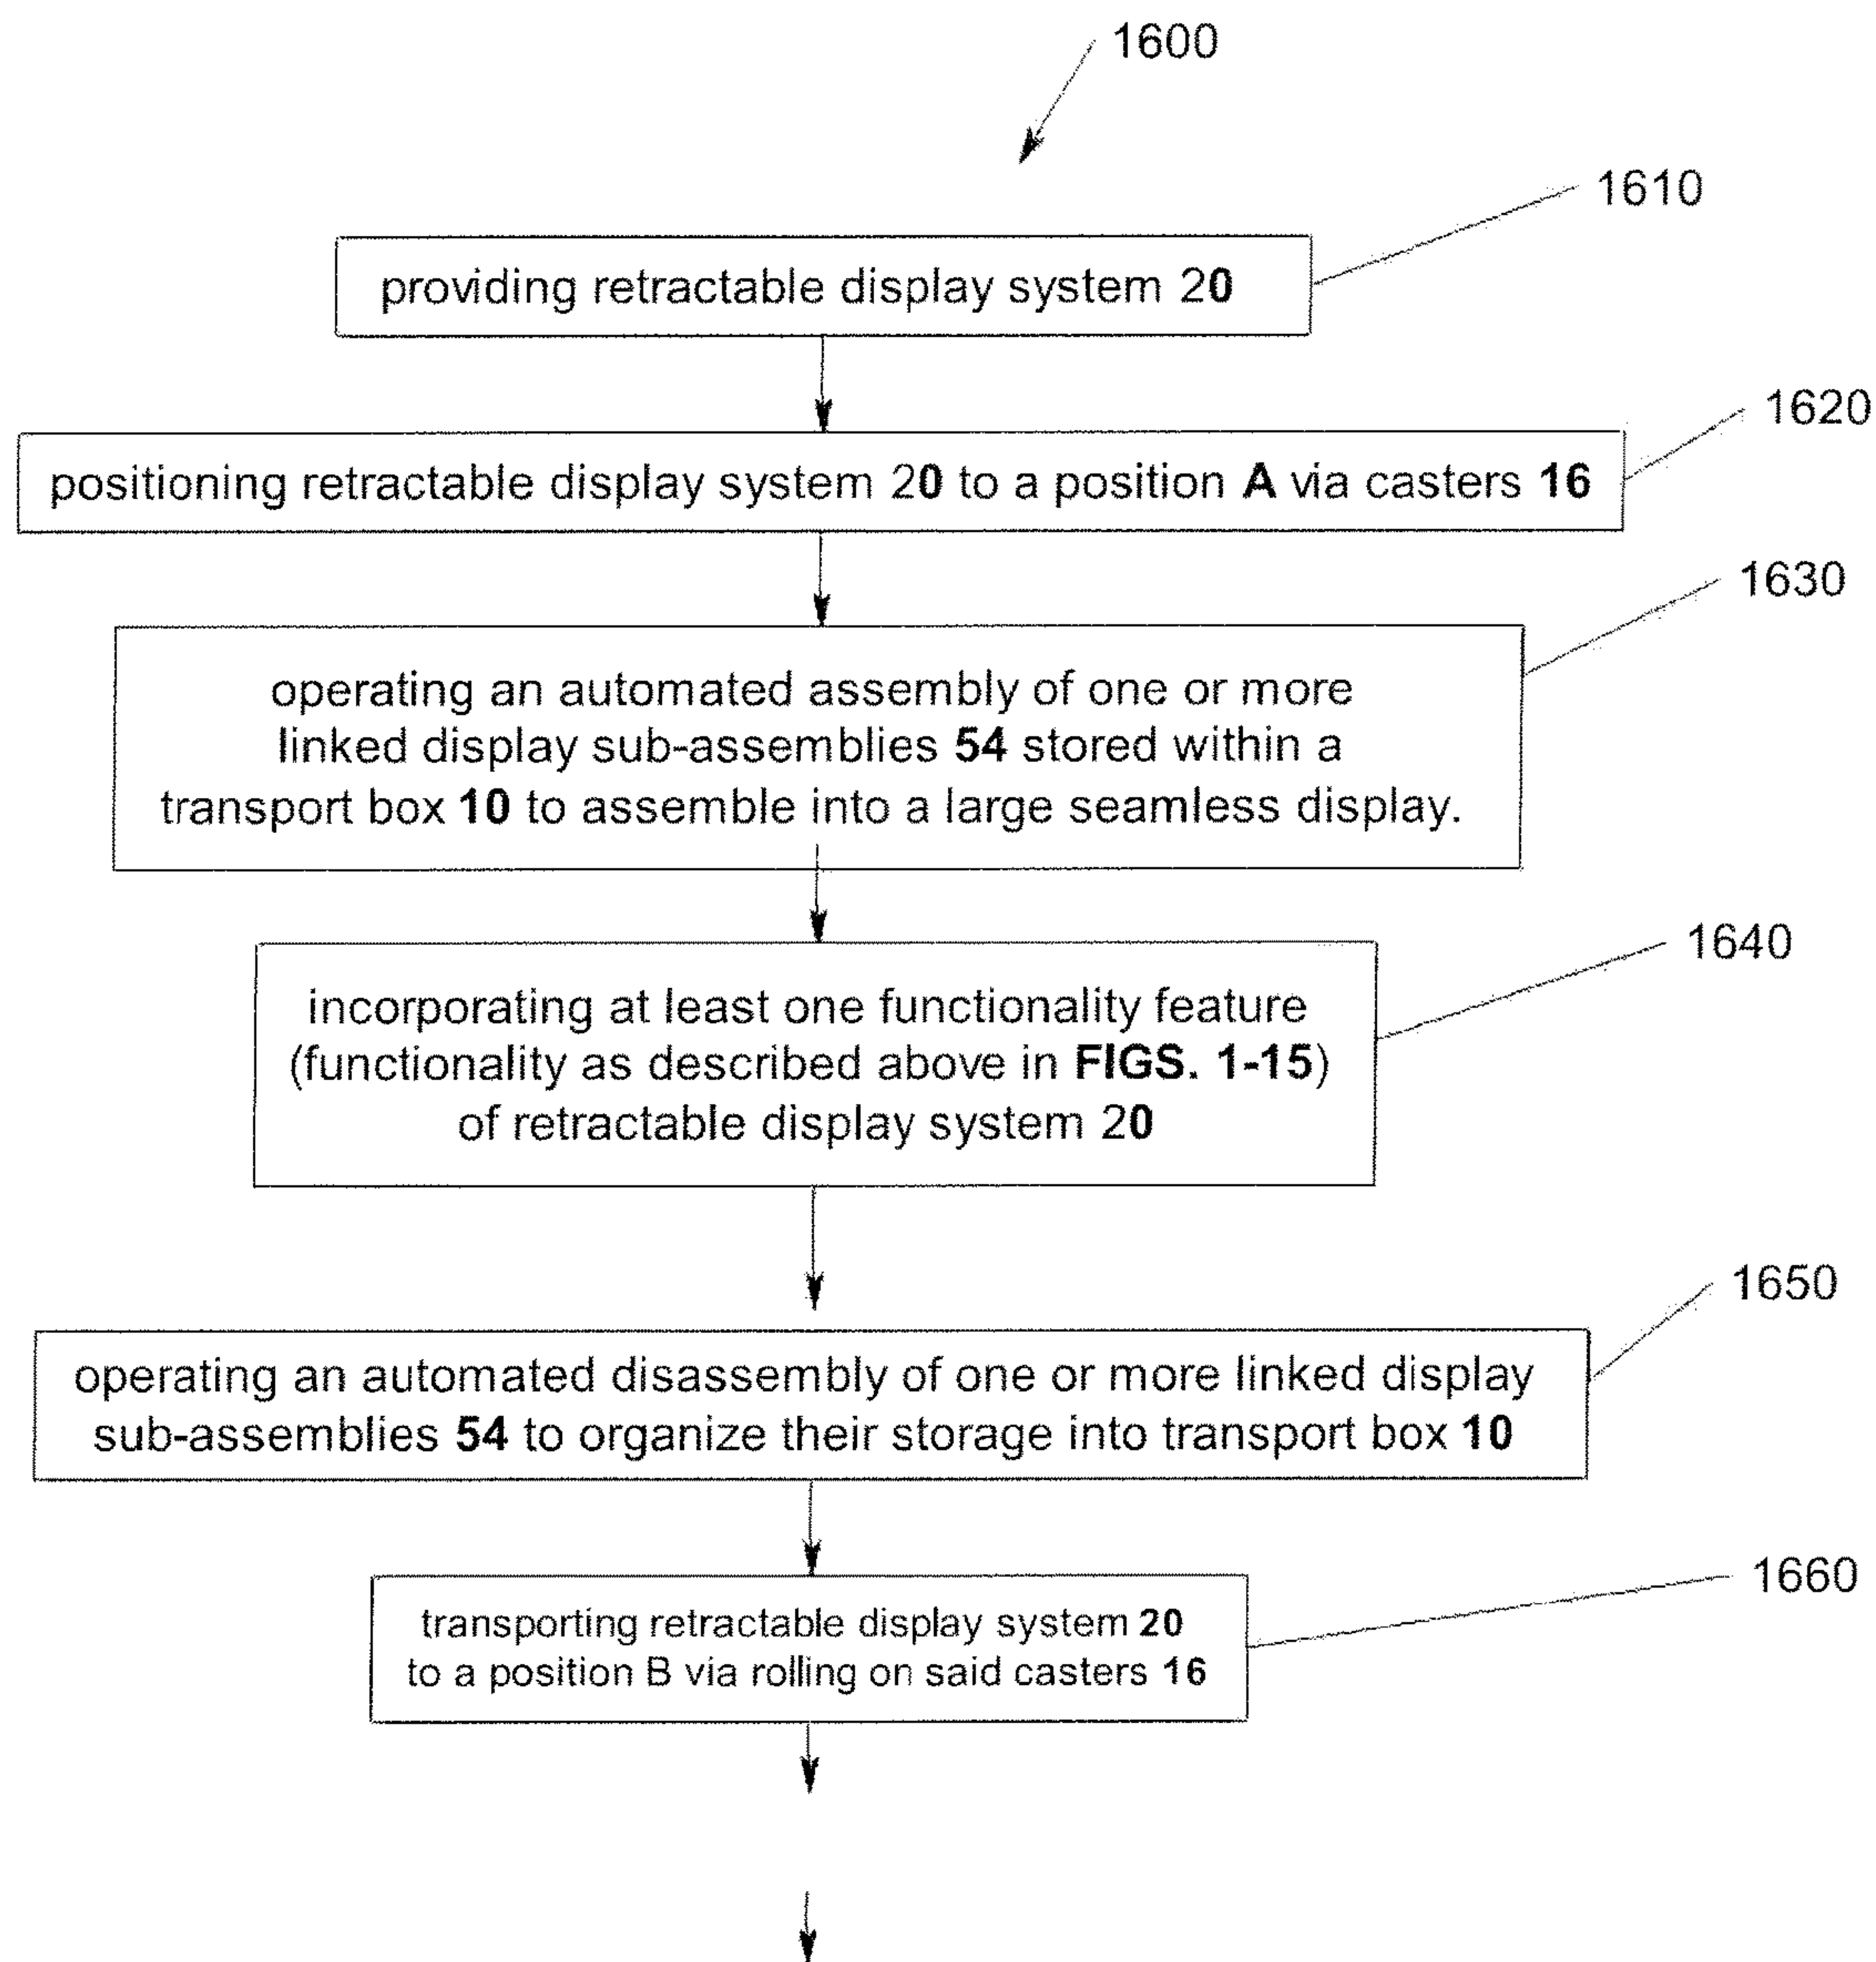 1600
1610
providing retractable display system 20
1620
positioning retractable display system 20 to a position A via casters 16
1630
operating an automated assembly of one or more
linked display sub-assemblies 54 stored within a
transport box 10 to assemble into a large seamless display.
1640
incorporating at least one functionality feature
(functionality as described above in FIGS. 1-15)
of retractable display system 20
1650
operating an automated disassembly of one or more linked display
sub-assemblies 54 to organize their storage into transport box 10
1660
transporting retractable display system 20
to a position B via rolling on said casters 16